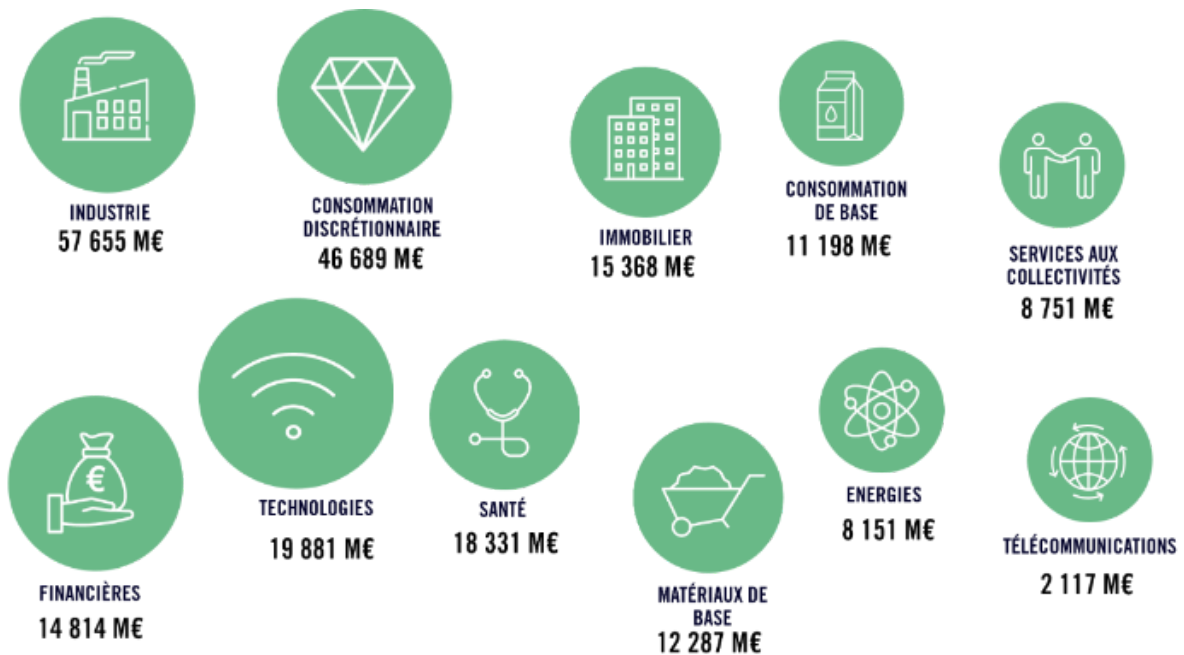 INDUSTRIE
57 655 M€
CONSOMMATION
DISCRÉTIONNAIRE
46 689 M€
IMMOBILIER
15 368 M€
CONSOMMATION
DE BASE
11 198 M€
SERVICES AUX
COLLECTIVITÉS
8 751 M€
€
FINANCIÈRES
14 814 M€
TECHNOLOGIES
19 881 M€
SANTÉ
18 331 M€
MATÉRIAUX DE
BASE
12 287 M€
ENERGIES
8 151 M€
TÉLÉCOMMUNICATIONS
2 117 M€